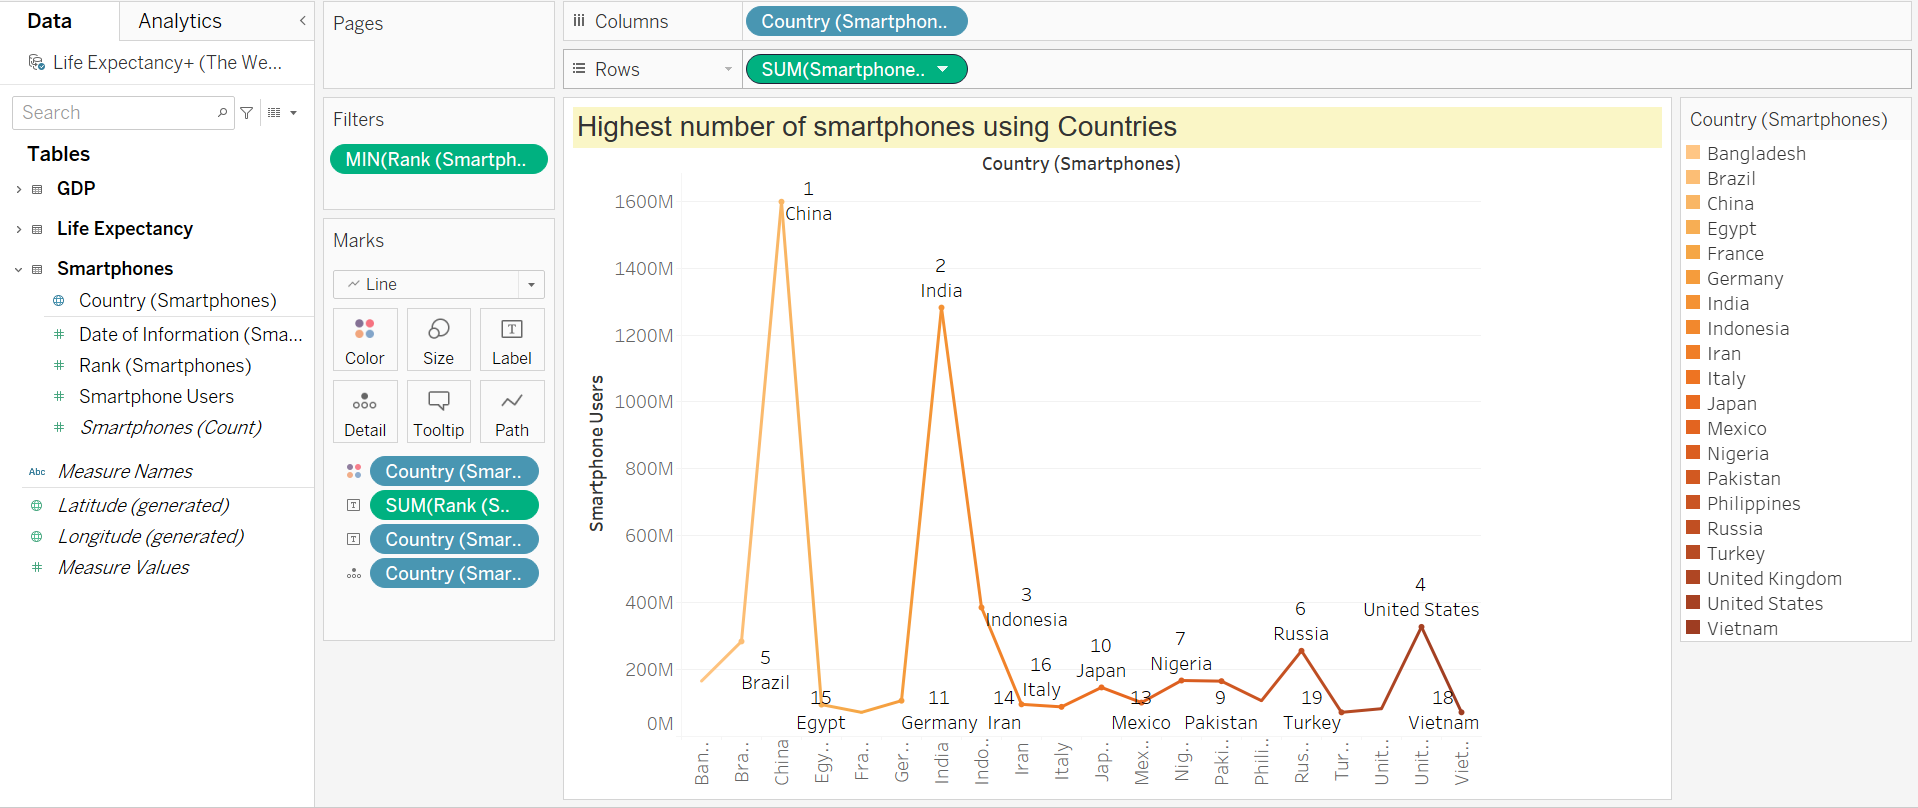 Data
Analytics
Life Expectancy+ (The We...
Search
Tables
GDP
Life Expectancy
Smartphones
Country (Smartphones)
Date of Information (Sma...
Rank (Smartphones)
Smartphone Users
Smartphones (Count)
Abc Measure Names
Latitude (generated)
Longitude (generated)
Measure Values
Pages
Filters
MIN(Rank (Smartph..
Marks
Line
Color
Size
Label
Detail
Tooltip
Path
Country (Smar..
SUM(Rank (S..
Country (Smar..
Country (Smar..
Columns
Country (Smartphon..
Rows
SUM(Smartphone..
Highest number of smartphones using Countries
Country (Smartphones)
Smartphone Users
1600M
1400M
1200M
1000M
800M
600M
400M
200M
0M
1
China
2
India
3
Indonesia
4
United States
5
Brazil
6
Russia
7
Nigeria
10
Japan
16
Italy
15
Egypt
11
Germany
14
Iran
13
Mexico
9
Pakistan
19
Turkey
18
Vietnam
Ban..
Bra..
China
Egy..
Fra..
Ger..
India
Indo..
Iran
Italy
Jap..
Mex..
Nig..
Paki..
Phili..
Rus..
Tur..
Unit..
Unit..
Viet..
Country (Smartphones)
Bangladesh
Brazil
China
Egypt
France
Germany
India
Indonesia
Iran
Italy
Japan
Mexico
Nigeria
Pakistan
Philippines
Russia
Turkey
United Kingdom
United States
Vietnam